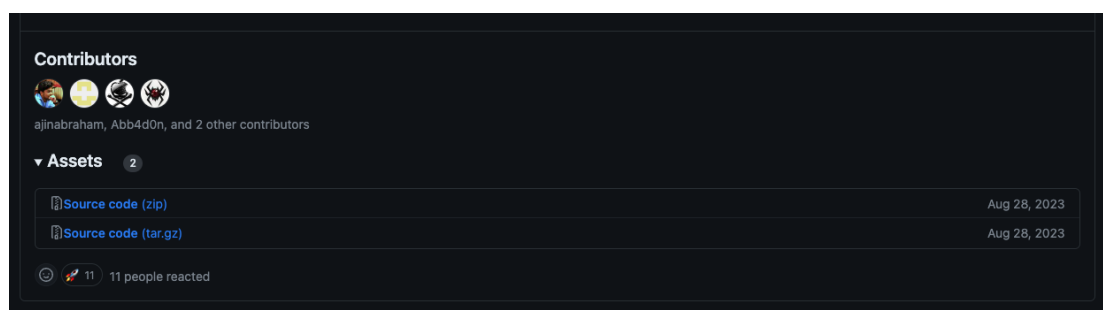 Contributors
ajinabraham, Abb4d0n, and 2 other contributors
Assets 2
Source code (zip) Aug 28, 2023
Source code (tar.gz) Aug 28, 2023
11 11 people reacted